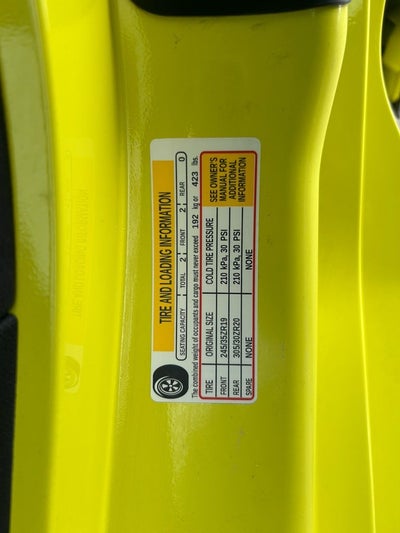 TIRE AND LOADING INFORMATION
SEATING CAPACITY TOTAL 2 FRONT 2 REAR 0
The combined weight of occupants and cargo must never exceed 192 kg or 423 lbs.
TIRE ORIGINAL SIZE COLD TIRE PRESSURE
FRONT 245/35ZR19 210 kPa, 30 PSI
REAR 305/30ZR20 210 kPa, 30 PSI
SPARE NONE NONE
SEE OWNER'S
MANUAL FOR
ADDITIONAL
INFORMATION